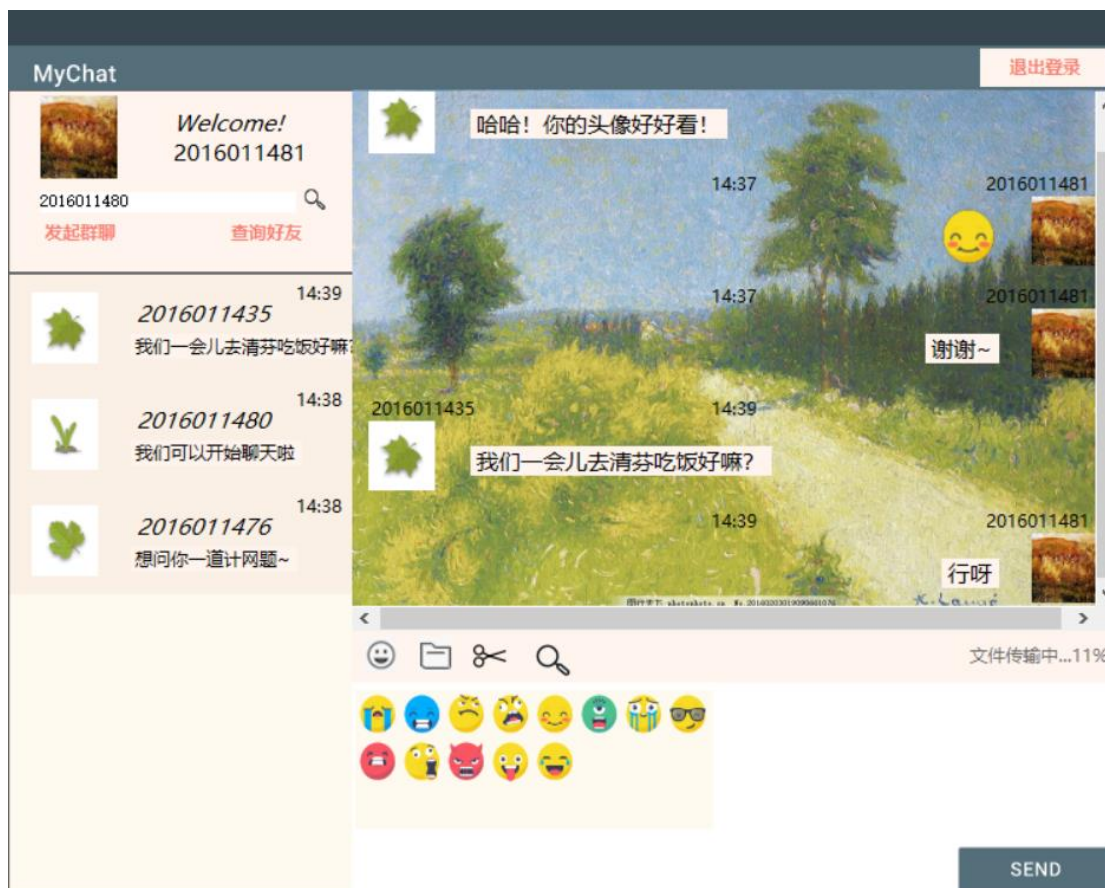 MyChat
退出登录
Welcome!
2016011481
2016011480
发起群聊
查询好友
14:39
2016011435
我们一会儿去清芬吃饭好嘛?
14:38
2016011480
我们可以开始聊天啦
14:38
2016011476
想问你一道计网题~
哈哈！你的头像好好看！
14:37
2016011481
14:37
2016011481
谢谢~
2016011435
14:39
我们一会儿去清芬吃饭好嘛？
14:39
2016011481
行呀
文件传输中...11%
SEND